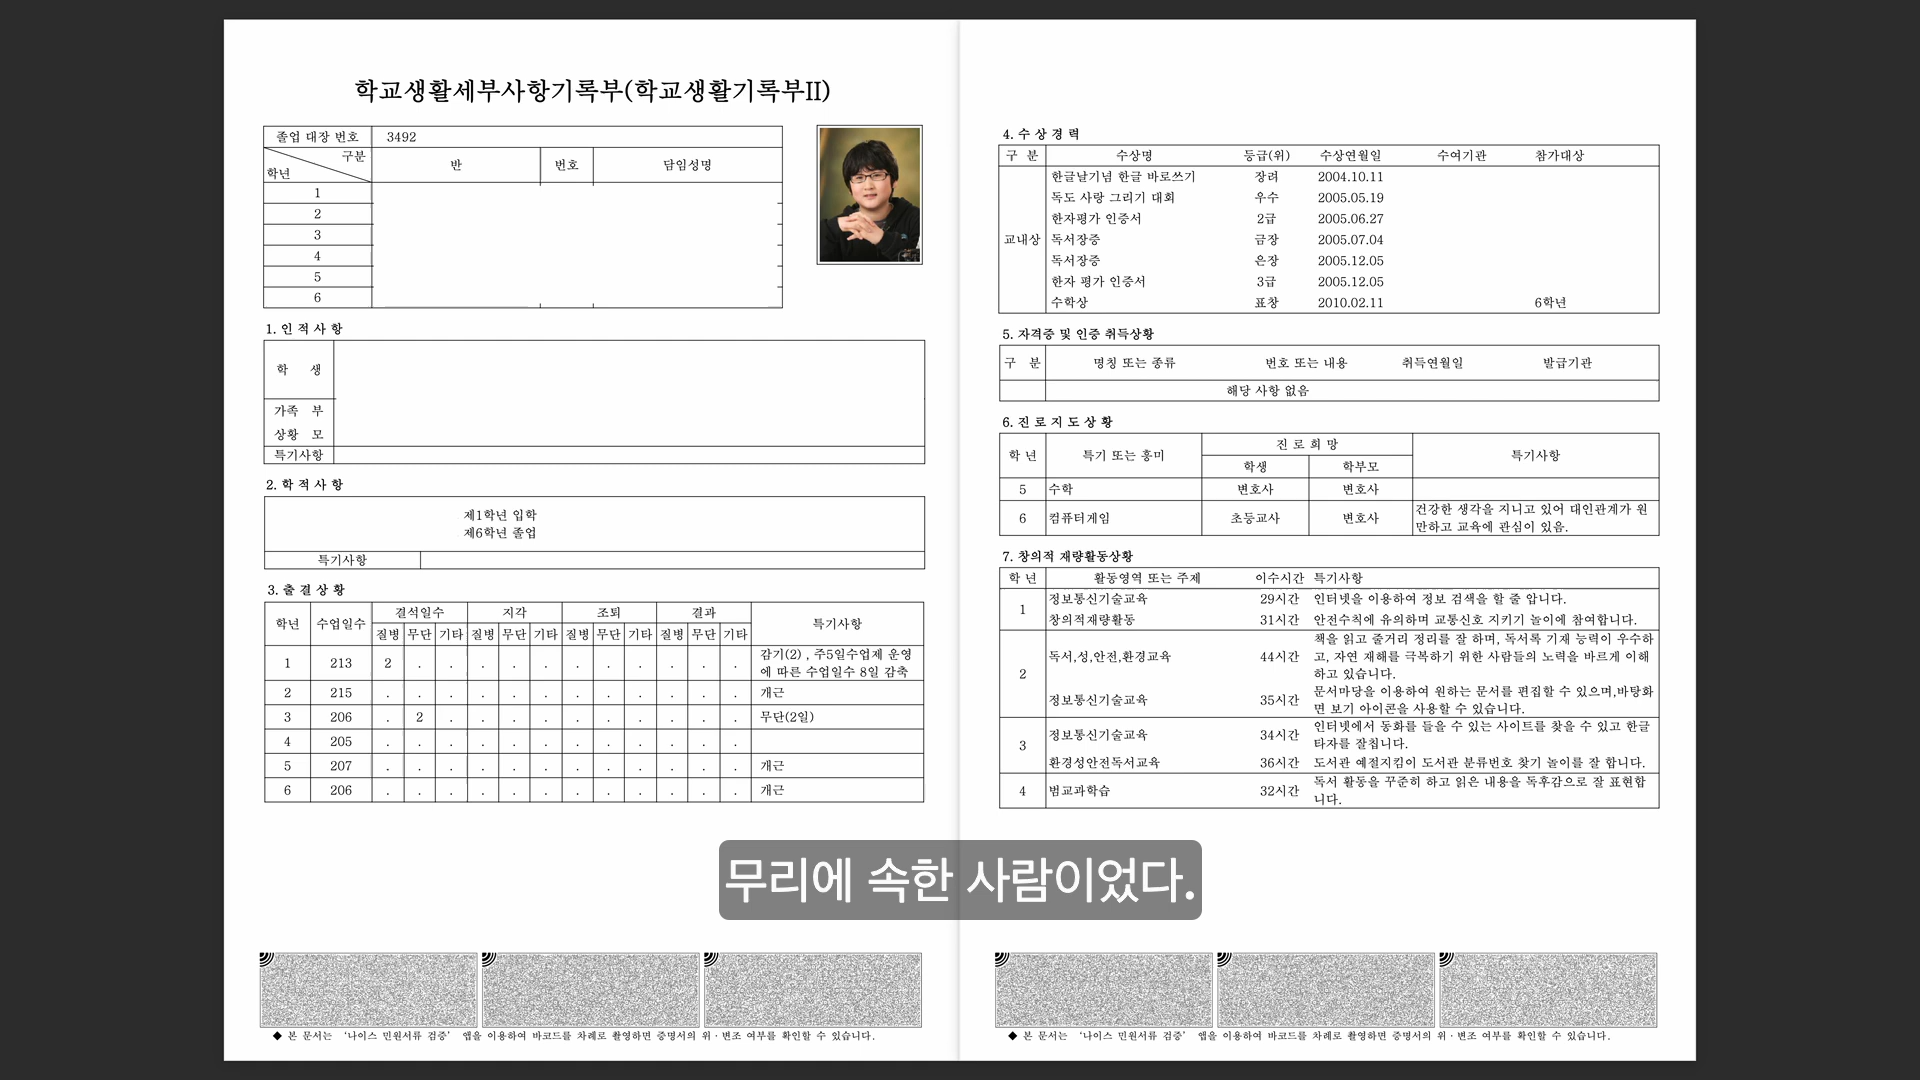 학교생활세부사항기록부(학교생활기록부II)
졸업 대장 번호 3492
구분
학년 반 번호 담임성명
1
2
3
4
5
6
1. 인 적 사 항
학 생
가족 부
상황 모
특기사항
2. 학 적 사 항
제1학년 입학
제6학년 졸업
특기사항
3. 출 결 상 황
학년 수업일수 결석일수 지각 조퇴 결과 특기사항
질병 무단 기타 질병 무단 기타 질병 무단 기타 질병 무단 기타
1 213 2 . . . . . . . . . . . 감기(2) , 주5일수업제 운영
에 따른 수업일수 8일 감축
2 215 . . . . . . . . . . . . 개근
3 206 . 2 . . . . . . . . . . 무단(2일)
4 205 . . . . . . . . . . . .
5 207 . . . . . . . . . . . . 개근
6 206 . . . . . . . . . . . . 개근
◆ 본 문서는 '나이스 민원서류 검증' 앱을 이용하여 바코드를 차례로 촬영하면 증명서의 위·변조 여부를 확인할 수 있습니다.
4. 수 상 경 력
구 분 수상명 등급(위) 수상연월일 수여기관 참가대상
교내상
한글날기념 한글 바로쓰기 장려 2004.10.11
독도 사랑 그리기 대회 우수 2005.05.19
한자평가 인증서 2급 2005.06.27
독서장증 금장 2005.07.04
독서장증 은장 2005.12.05
한자 평가 인증서 3급 2005.12.05
수학상 표창 2010.02.11 6학년
5. 자격증 및 인증 취득상황
구 분 명칭 또는 종류 번호 또는 내용 취득연월일 발급기관
해당 사항 없음
6. 진 로 지 도 상 황
학 년 특기 또는 흥미 진 로 희 망 특기사항
학생 학부모
5 수학 변호사 변호사
6 컴퓨터게임 초등교사 변호사 건강한 생각을 지니고 있어 대인관계가 원
만하고 교육에 관심이 있음.
7. 창의적 재량활동상황
학 년 활동영역 또는 주제 이수시간 특기사항
1 정보통신기술교육 29시간 인터넷을 이용하여 정보 검색을 할 줄 압니다.
창의적재량활동 31시간 안전수칙에 유의하며 교통신호 지키기 놀이에 참여합니다.
2 독서,성,안전,환경교육 44시간 책을 읽고 줄거리 정리를 잘 하며, 독서록 기재 능력이 우수하
고, 자연 재해를 극복하기 위한 사람들의 노력을 바르게 이해
하고 있습니다.
정보통신기술교육 35시간 문서마당을 이용하여 원하는 문서를 편집할 수 있으며,바탕화
면 보기 아이콘을 사용할 수 있습니다.
3 정보통신기술교육 34시간 인터넷에서 동화를 들을 수 있는 사이트를 찾을 수 있고 한글
타자를 잘칩니다.
환경성안전독서교육 36시간 도서관 예절지킴이 도서관 분류번호 찾기 놀이를 잘 합니다.
4 범교과학습 32시간 독서 활동을 꾸준히 하고 읽은 내용을 독후감으로 잘 표현합
니다.
◆ 본 문서는 '나이스 민원서류 검증' 앱을 이용하여 바코드를 차례로 촬영하면 증명서의 위·변조 여부를 확인할 수 있습니다.
무리에 속한 사람이었다.